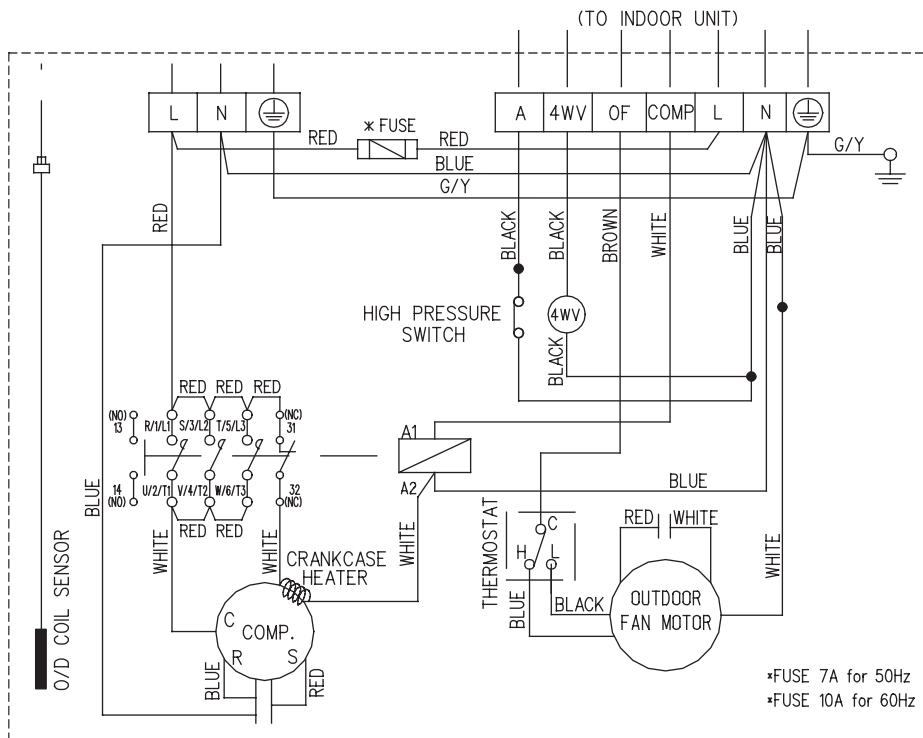 (TO INDOOR UNIT)
L N
A 4WV OF COMP L N
* FUSE
RED RED
BLUE
G/Y
G/Y
RED
BLACK
BLACK
BROWN
WHITE
BLUE
BLUE
HIGH PRESSURE
SWITCH
4WV
BLACK
RED RED RED
(NO)
13
R/1/L1 S/3/L2 T/5/L3
(NC)
31
A1
14
(NO)
U/2/T1 V/4/T2 W/6/T3
32
(NC)
A2
BLUE
RED RED
BLUE
WHITE
WHITE
WHITE
CRANKCASE
HEATER
THERMOSTAT
C
H L
RED WHITE
WHITE
BLUE
BLACK
OUTDOOR
FAN MOTOR
O/D COIL SENSOR
C
COMP.
R S
BLUE
RED
*FUSE 7A for 50Hz
*FUSE 10A for 60Hz